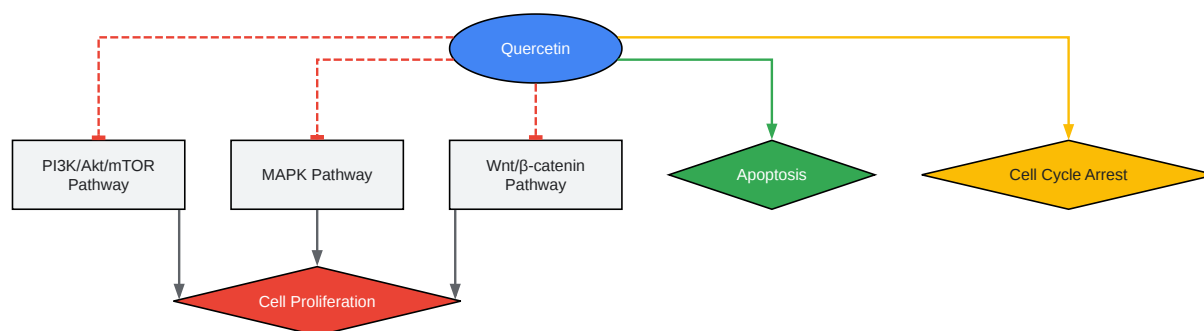 Quercetin
PI3K/Akt/mTOR
Pathway
MAPK Pathway
Wnt/β-catenin
Pathway
Apoptosis
Cell Cycle Arrest
Cell Proliferation